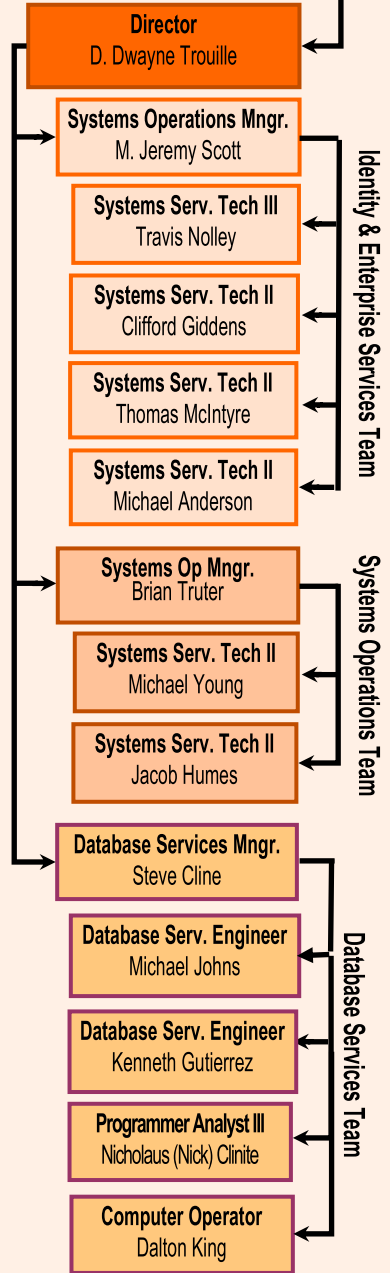 Director
D. Dwayne Trouille
Systems Operations Mngr.
M. Jeremy Scott
Systems Serv. Tech III
Travis Nolley
Systems Serv. Tech II
Clifford Giddens
Systems Serv. Tech II
Thomas McIntyre
Systems Serv. Tech II
Michael Anderson
Identity & Enterprise Services Team
Systems Op Mngr.
Brian Truter
Systems Serv. Tech II
Michael Young
Systems Serv. Tech II
Jacob Humes
Systems Operations Team
Database Services Mngr.
Steve Cline
Database Serv. Engineer
Michael Johns
Database Serv. Engineer
Kenneth Gutierrez
Programmer Analyst III
Nicholaus (Nick) Clinite
Computer Operator
Dalton King
Database Services Team